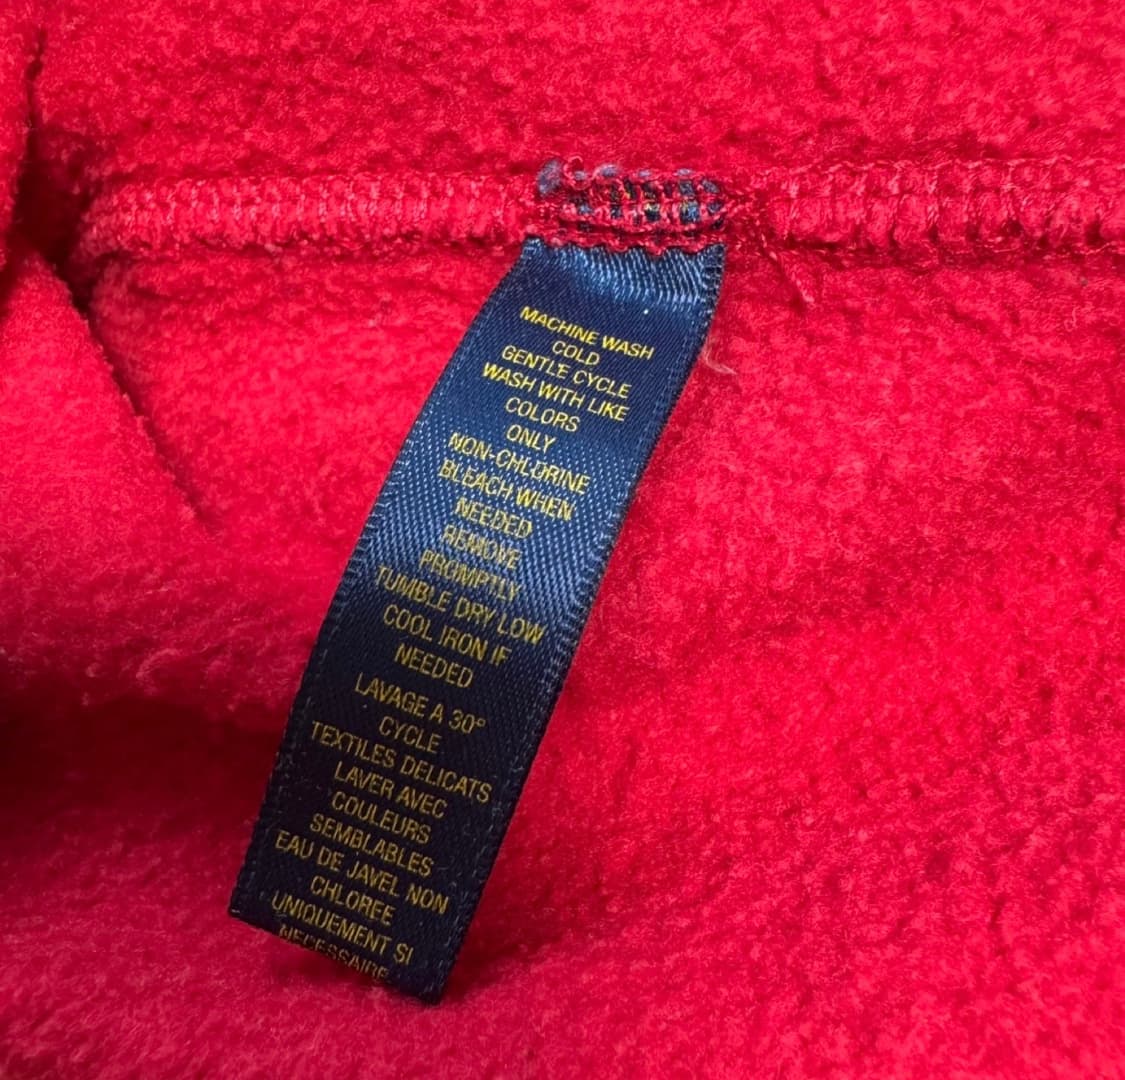 MACHINE WASH
COLD
GENTLE CYCLE
WASH WITH LIKE
COLORS
ONLY
NON-CHLORINE
BLEACH WHEN
NEEDED
REMOVE
PROMPTLY
TUMBLE DRY LOW
COOL IRON IF
NEEDED
LAVAGE A 30°
CYCLE
TEXTILES DELICATS
LAVER AVEC
COULEURS
SEMBLABLES
EAU DE JAVEL NON
CHLOREE
UNIQUEMENT SI
NECESSAIRE